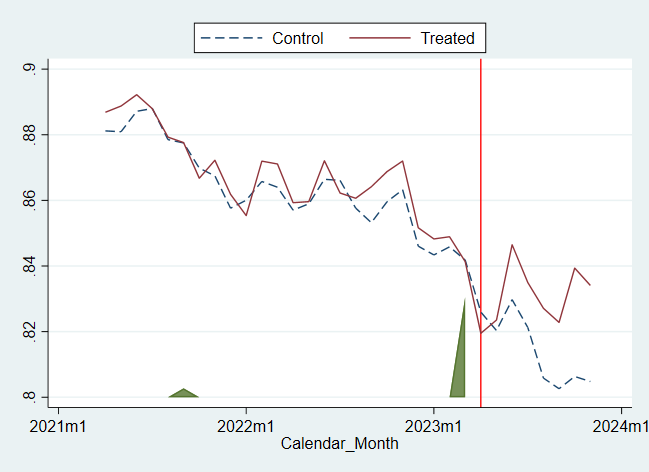 Control Treated
.9
.88
.86
.84
.82
.8
2021m1 2022m1 2023m1 2024m1
Calendar_Month